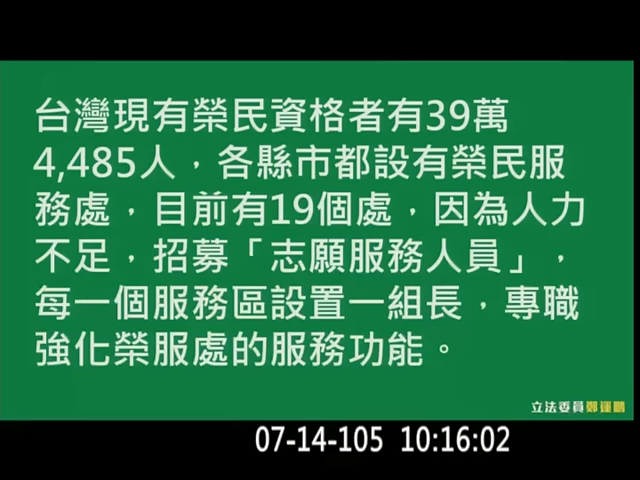 台灣現有榮民資格者有39萬
4,485人，各縣市都設有榮民服
務處，目前有19個處，因為人力
不足，招募「志願服務人員」，
每一個服務區設置一組長，專職
強化榮服處的服務功能。
立法委員鄭運鵬
07-14-105 10:16:02